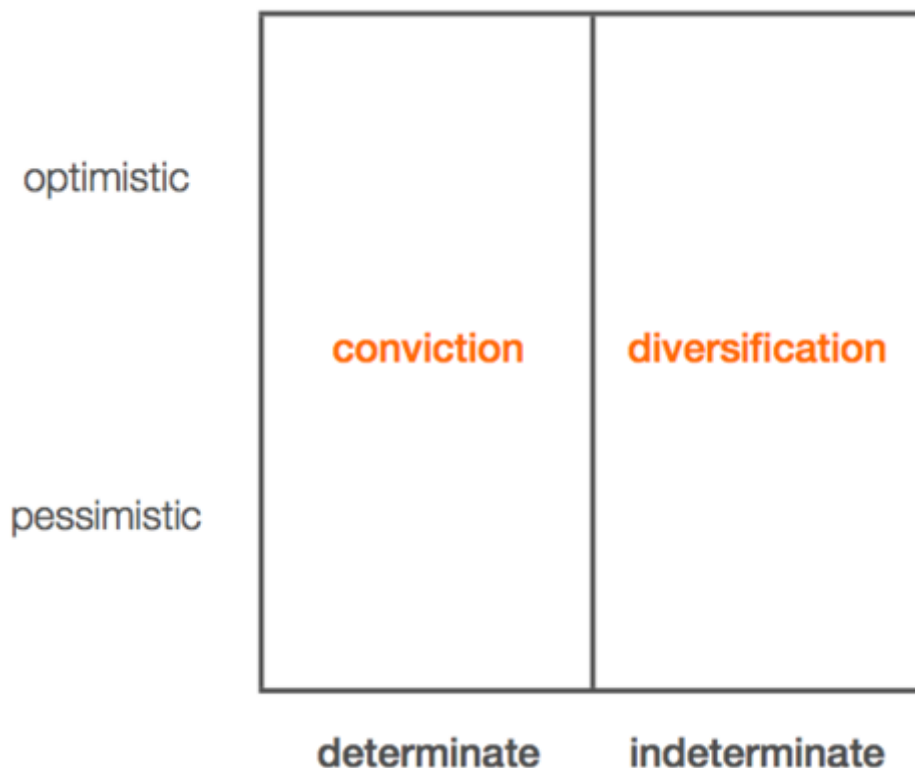 optimistic
conviction diversification
pessimistic
determinate indeterminate